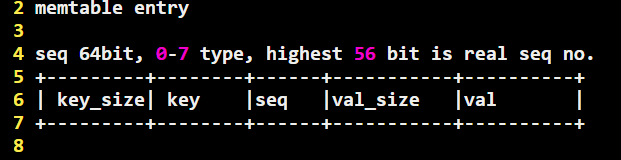 2 memtable entry
3
4 seq 64bit, 0-7 type, highest 56 bit is real seq no.
5 +---------+--------+------+-----------+----------+
6 | key_size| key    |seq   |val_size   |val       |
7 +---------+--------+------+-----------+----------+
8